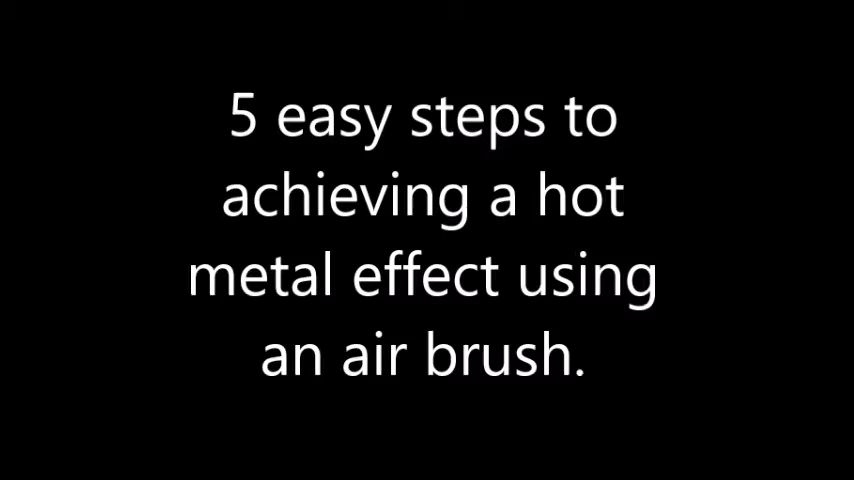 5 easy steps to
achieving a hot
metal effect using
an air brush.